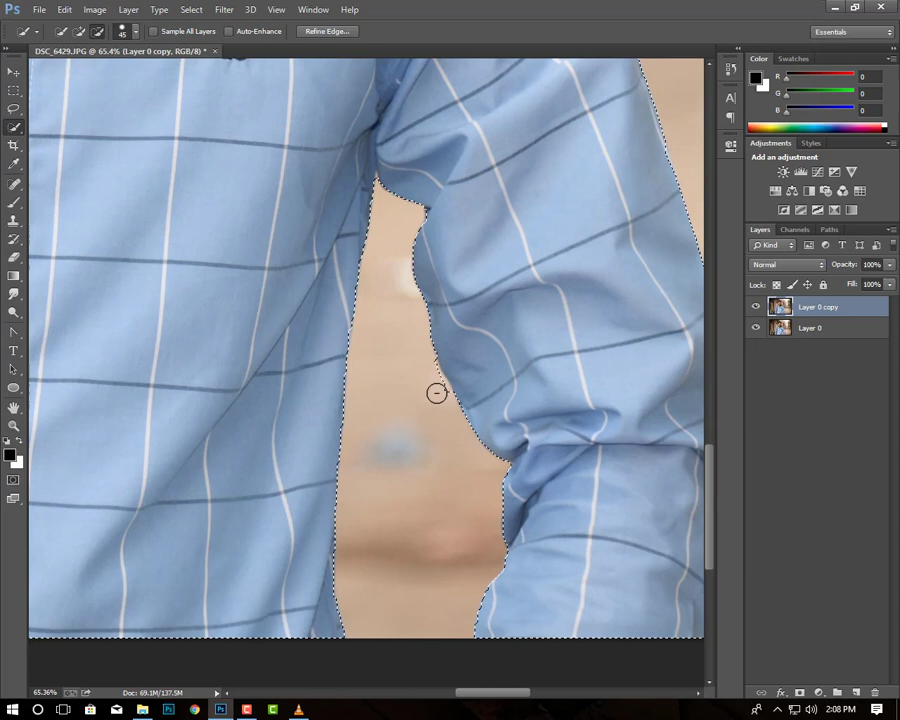 Ps File Edit Image Layer Type Select Filter 3D View Window Help
45 Sample All Layers Auto-Enhance Refine Edge... Essentials
DSC_6429.JPG @ 65.4% (Layer 0 copy, RGB/8) * ×
Color Swatches
R 0
G 0
B 0
Adjustments Styles
Add an adjustment
Layers Channels Paths
Kind
Normal Opacity: 100%
Lock: Fill: 100%
Layer 0 copy
Layer 0
65.36% Doc: 69.1M/137.5M
2:08 PM